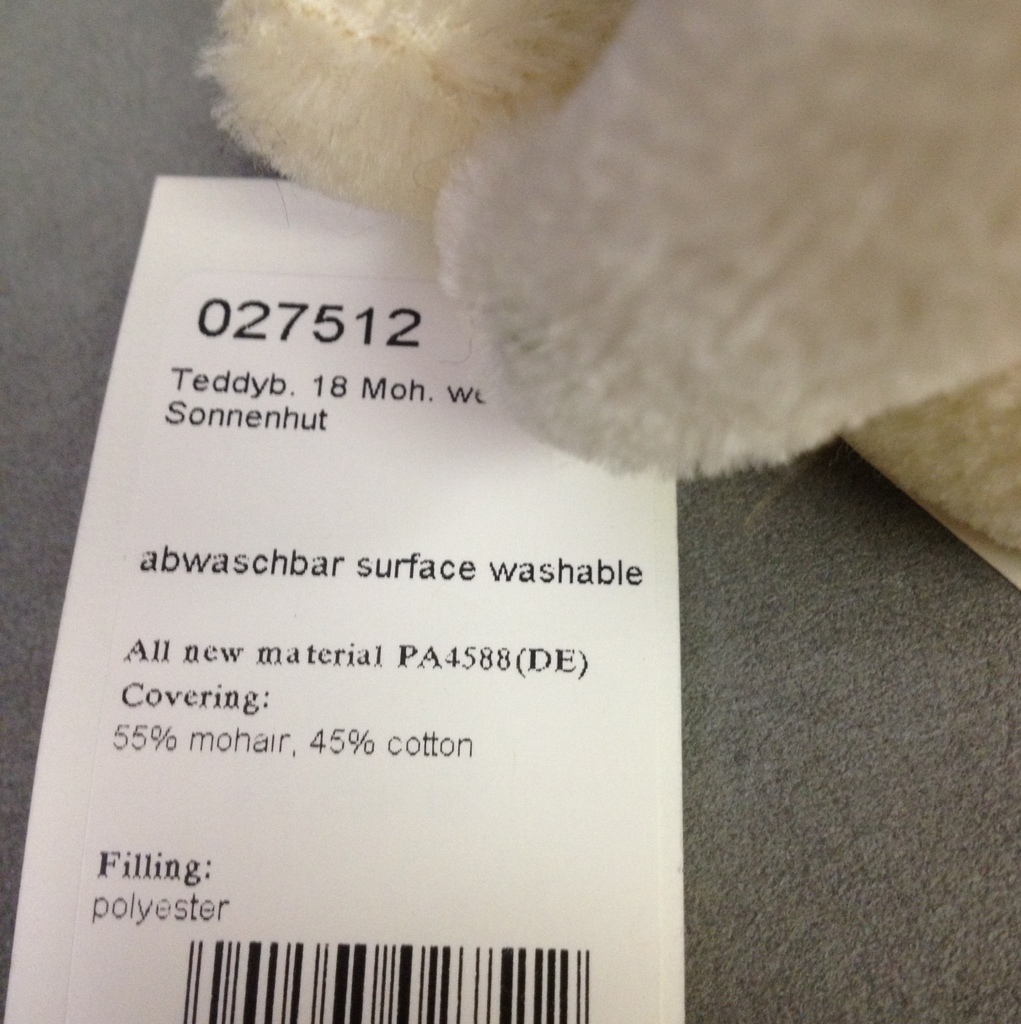 027512
Teddyb. 18 Moh.
Sonnenhut
abwaschbar surface washable
All new material PA4588(DE)
Covering:
55% mohair, 45% cotton
Filling:
polyester